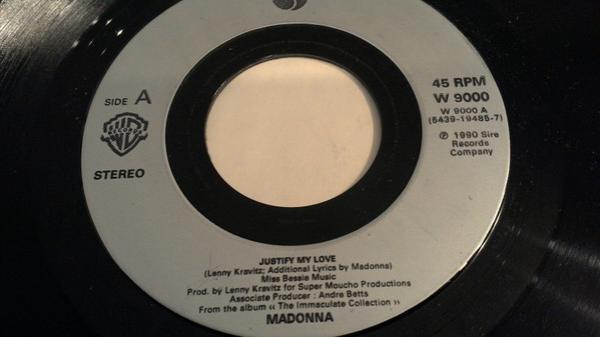 SIDE A
STEREO
45 RPM
W 9000
W 9000 A
(5439-19485-7)
℗ 1990 Sire
Records
Company
JUSTIFY MY LOVE
(Lenny Kravitz; Additional Lyrics by Madonna)
Miss Bessie Music
Prod. by Lenny Kravitz for Super Moucho Productions
Associate Producer : Andre Betts
From the album « The Immaculate Collection »
MADONNA